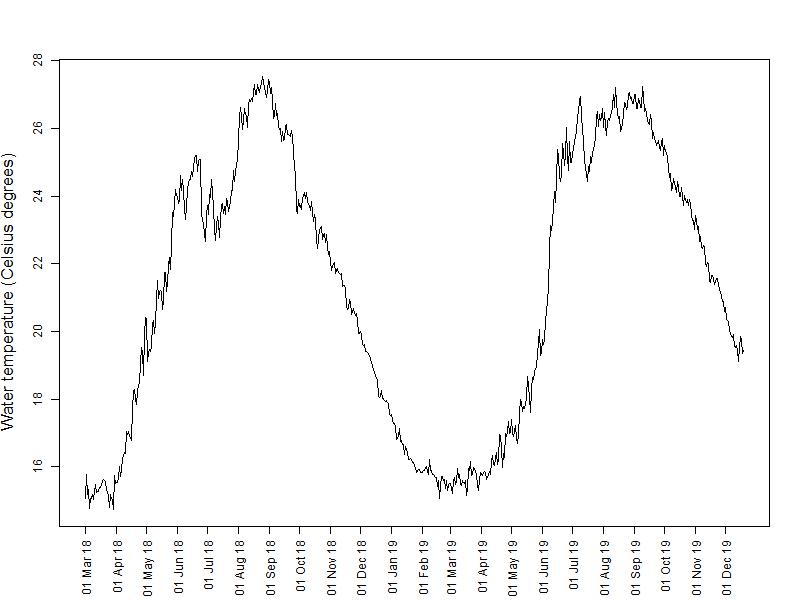 Water temperature (Celsius degrees)
28
26
24
22
20
18
16
01 Mar 18
01 Apr 18
01 May 18
01 Jun 18
01 Jul 18
01 Aug 18
01 Sep 18
01 Oct 18
01 Nov 18
01 Dec 18
01 Jan 19
01 Feb 19
01 Mar 19
01 Apr 19
01 May 19
01 Jun 19
01 Jul 19
01 Aug 19
01 Sep 19
01 Oct 19
01 Nov 19
01 Dec 19